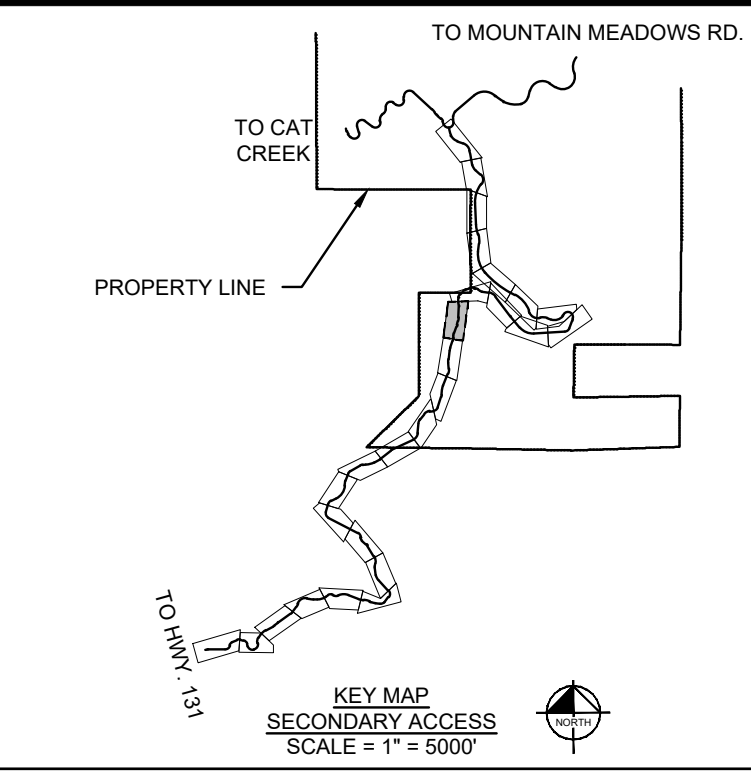 TO MOUNTAIN MEADOWS RD.
TO CAT
CREEK
PROPERTY LINE
TO HWY. 131
KEY MAP
SECONDARY ACCESS
SCALE = 1" = 5000'
NORTH